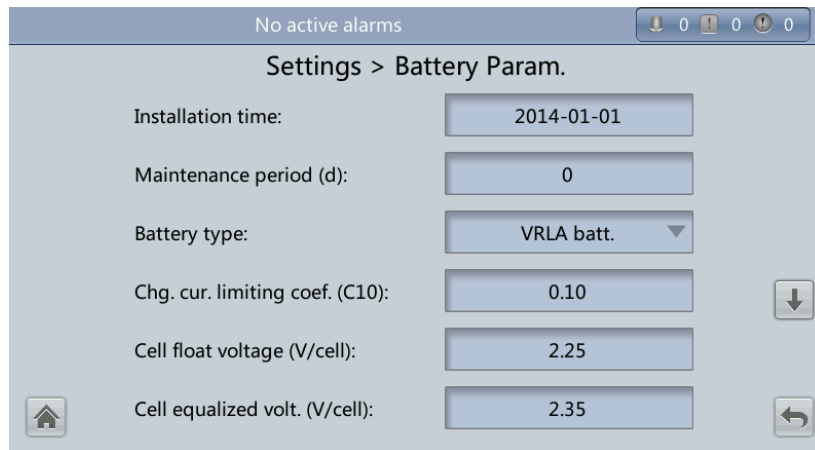 No active alarms 0 0 0
Settings > Battery Param.
Installation time: 2014-01-01
Maintenance period (d): 0
Battery type: VRLA batt.
Chg. cur. limiting coef. (C10): 0.10
Cell float voltage (V/cell): 2.25
Cell equalized volt. (V/cell): 2.35